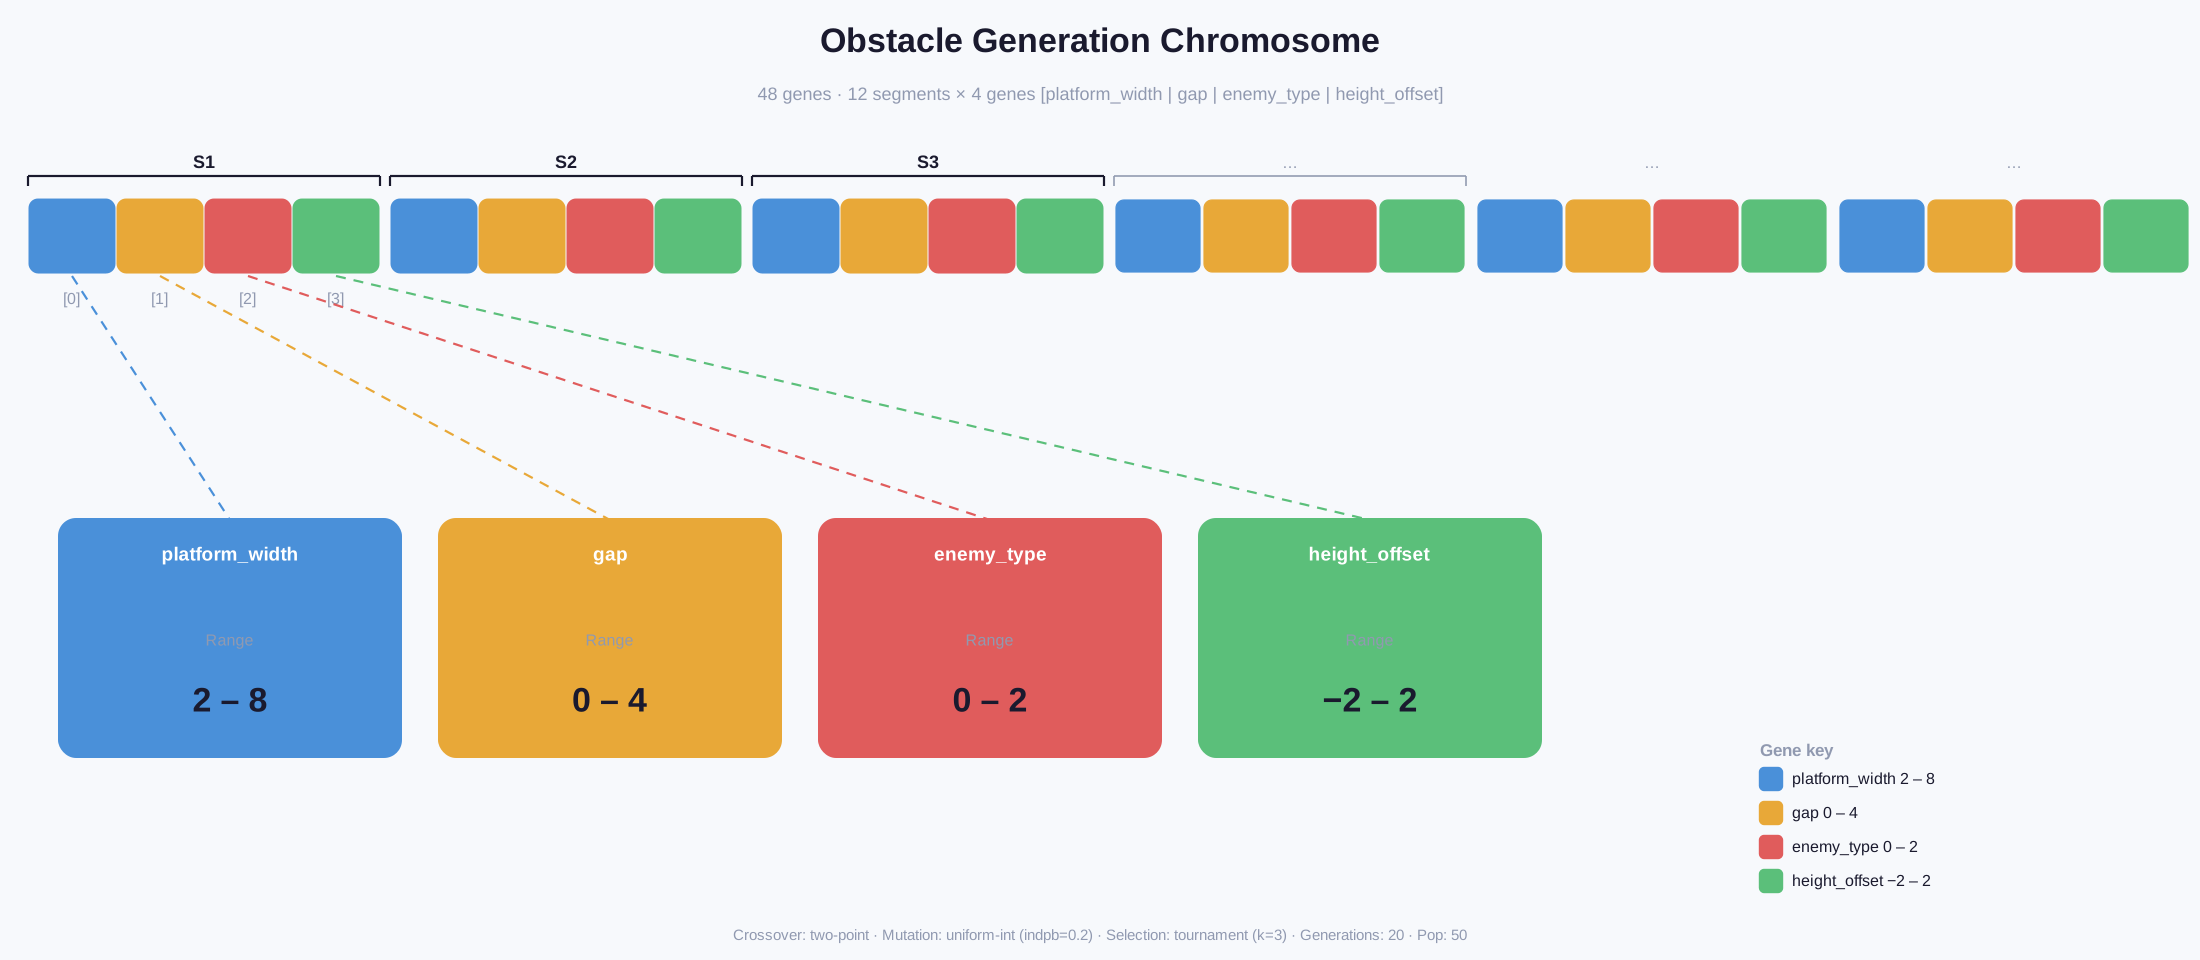 Obstacle Generation Chromosome
48 genes · 12 segments × 4 genes [platform_width | gap | enemy_type | height_offset]
S1 S2 S3 ... ... ...
[0] [1] [2] [3]
platform_width gap enemy_type height_offset
Range Range Range Range
2 – 8 0 – 4 0 – 2 −2 – 2
Gene key
platform_width 2 – 8
gap 0 – 4
enemy_type 0 – 2
height_offset −2 – 2
Crossover: two-point · Mutation: uniform-int (indpb=0.2) · Selection: tournament (k=3) · Generations: 20 · Pop: 50